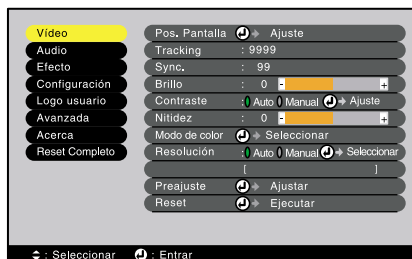 Vídeo
Audio
Efecto
Configuración
Logo usuario
Avanzada
Acerca
Reset Completo
Pos. Pantalla Ajuste
Tracking : 9999
Sync. : 99
Brillo : 0 - +
Contraste : Auto Manual Ajuste
Nitidez : 0 - +
Modo de color Seleccionar
Resolución : Auto Manual Seleccionar
[ ]
Preajuste Ajustar
Reset Ejecutar
: Seleccionar : Entrar